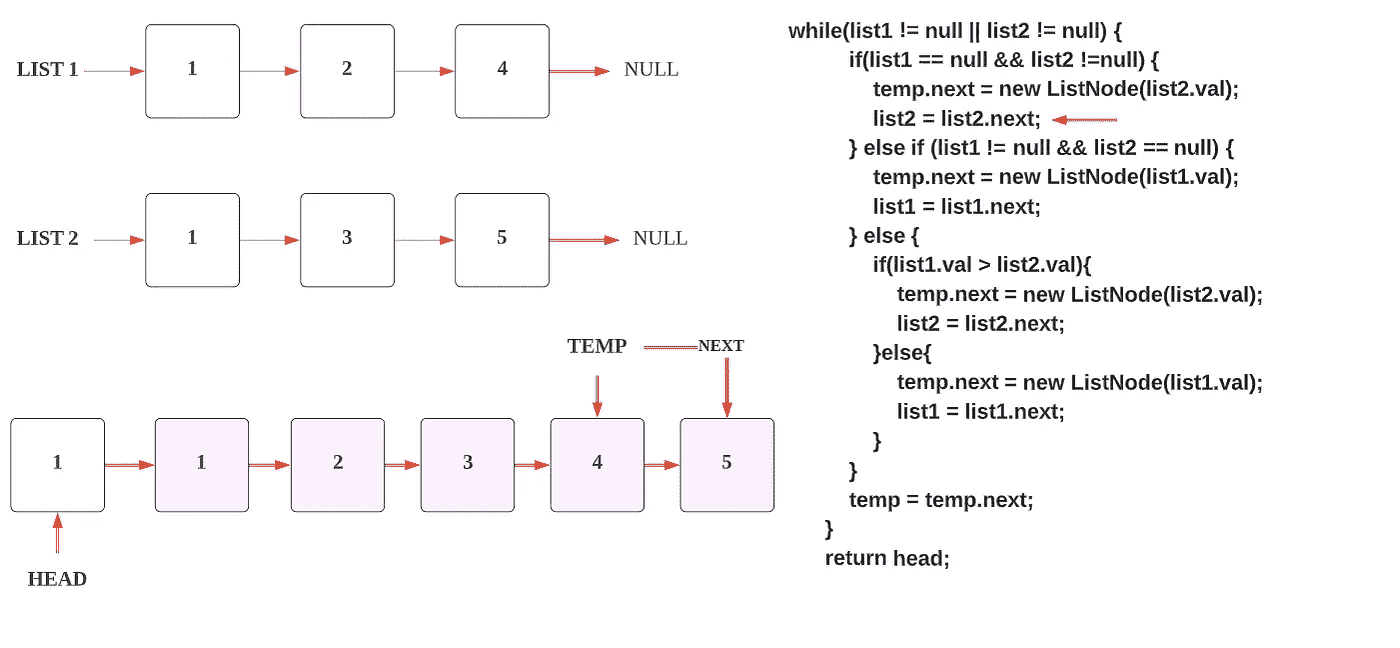 LIST 1 1 2 4 NULL
LIST 2 1 3 5 NULL
TEMP NEXT
1 1 2 3 4 5
HEAD
while(list1 != null || list2 != null) {
if(list1 == null && list2 !=null) {
temp.next = new ListNode(list2.val);
list2 = list2.next;
} else if (list1 != null && list2 == null) {
temp.next = new ListNode(list1.val);
list1 = list1.next;
} else {
if(list1.val > list2.val){
temp.next = new ListNode(list2.val);
list2 = list2.next;
}else{
temp.next = new ListNode(list1.val);
list1 = list1.next;
}
}
temp = temp.next;
}
return head;